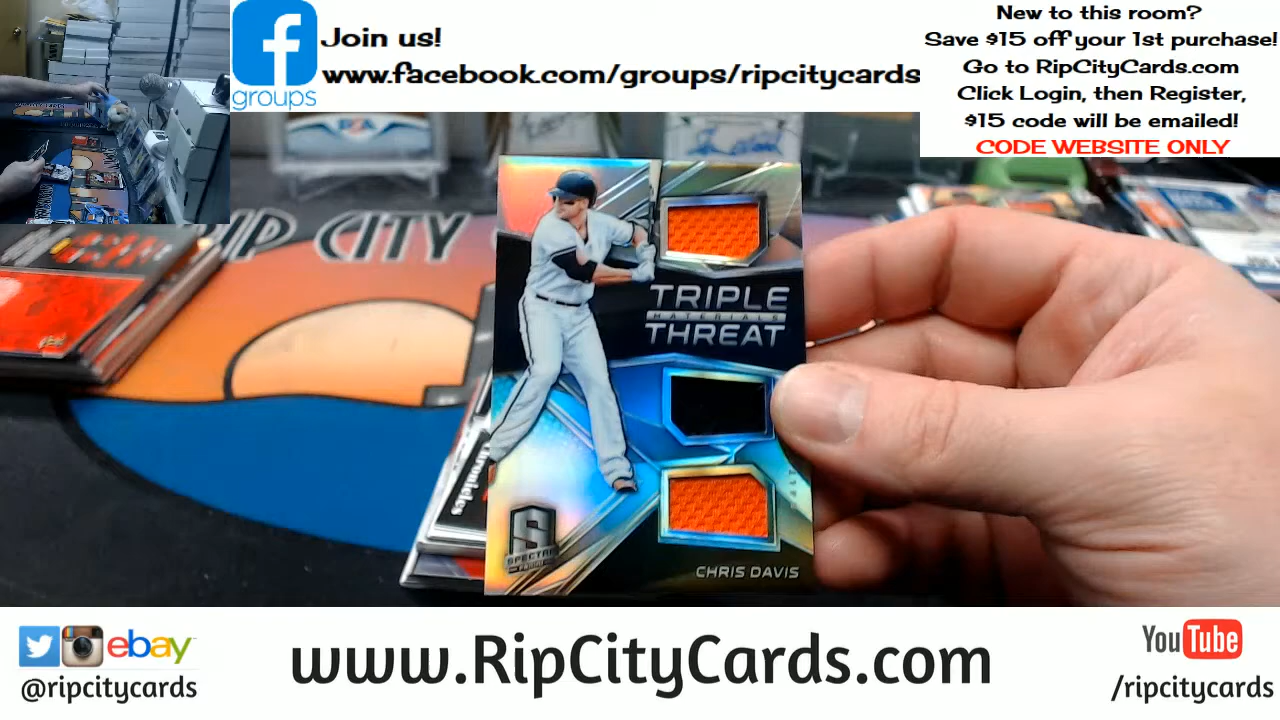 f
groups
Join us!
www.facebook.com/groups/ripcitycards
New to this room?
Save $15 off your 1st purchase!
Go to RipCityCards.com
Click Login, then Register,
$15 code will be emailed!
CODE WEBSITE ONLY
PSA
RIP CITY
TRIPLE
MATERIALS
THREAT
Chronicles
S
SPECTRA
CHRIS DAVIS
ebay
@ripcitycards
www.RipCityCards.com
YouTube
/ripcitycards